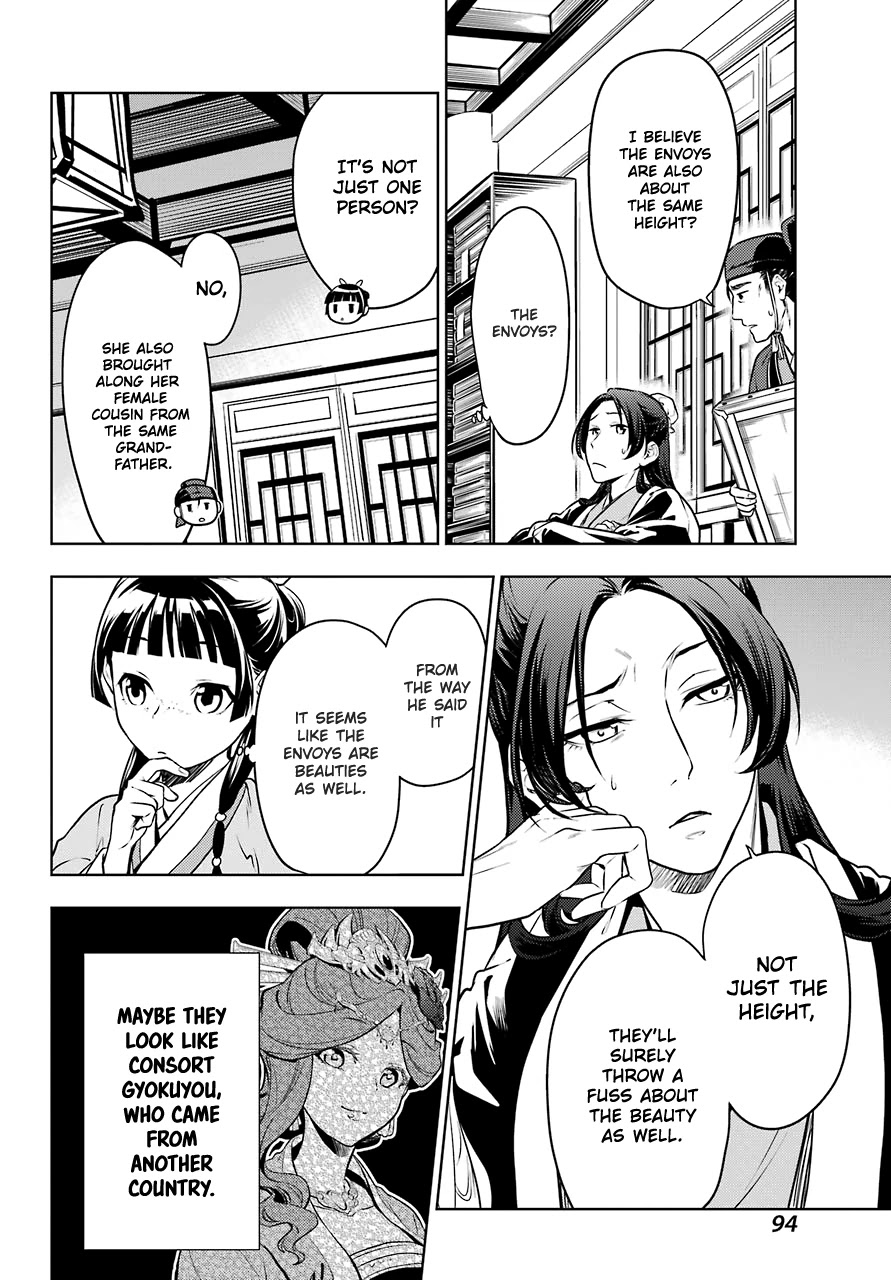 I BELIEVE
THE ENVOYS
ARE ALSO
ABOUT
THE SAME
HEIGHT?
THE
ENVOYS?
IT'S NOT
JUST ONE
PERSON?
NO,
SHE ALSO
BROUGHT
ALONG HER
FEMALE
COUSIN FROM
THE SAME
GRAND-
FATHER.
NOT
JUST THE
HEIGHT,
THEY'LL
SURELY
THROW A
FUSS ABOUT
THE BEAUTY
AS WELL.
FROM
THE WAY
HE SAID
IT
IT SEEMS
LIKE THE
ENVOYS ARE
BEAUTIES
AS WELL.
MAYBE THEY
LOOK LIKE
CONSORT
GYOKUYOU,
WHO CAME
FROM
ANOTHER
COUNTRY.
94